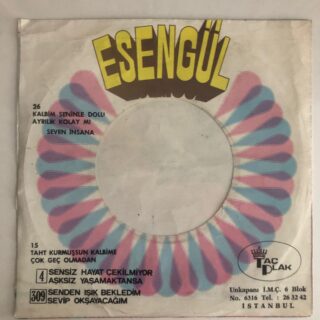 ESENGÜL
26
KALBİM SENİNLE DOLU
AYRILIK KOLAY MI
SEVEN İNSANA
15
TAHT KURMUŞSUN KALBİME
ÇOK GEÇ OLMADAN
4 SENSİZ HAYAT ÇEKİLMİYOR
AŞKSIZ YAŞAMAKTANSA
309 SENDEN IŞIK BEKLEDİM
SEVİP OKŞAYACAĞIM
TAÇ PLAK
Unkapanı İ.M.Ç. 6 Blok
No. 6316 Tel. : 26 32 42
İSTANBUL